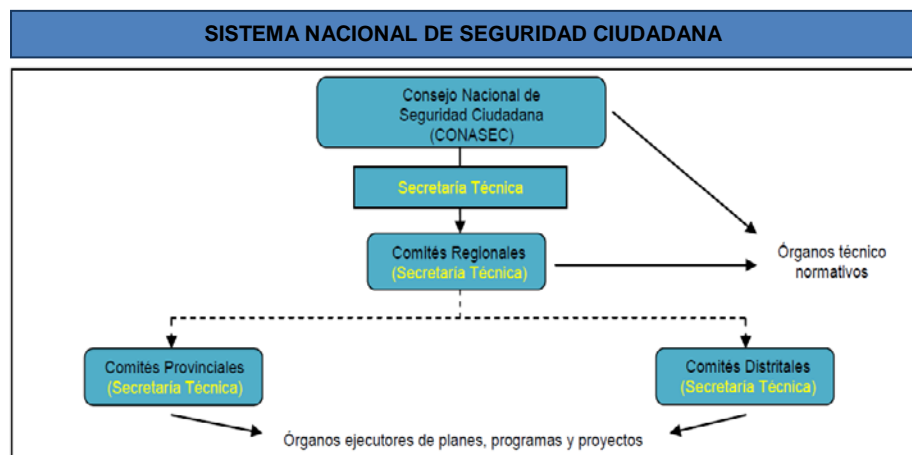 SISTEMA NACIONAL DE SEGURIDAD CIUDADANA
Consejo Nacional de
Seguridad Ciudadana
(CONASEC)
Secretaría Técnica
Comités Regionales
(Secretaría Técnica)
Órganos técnico
normativos
Comités Provinciales
(Secretaría Técnica)
Comités Distritales
(Secretaría Técnica)
Órganos ejecutores de planes, programas y proyectos